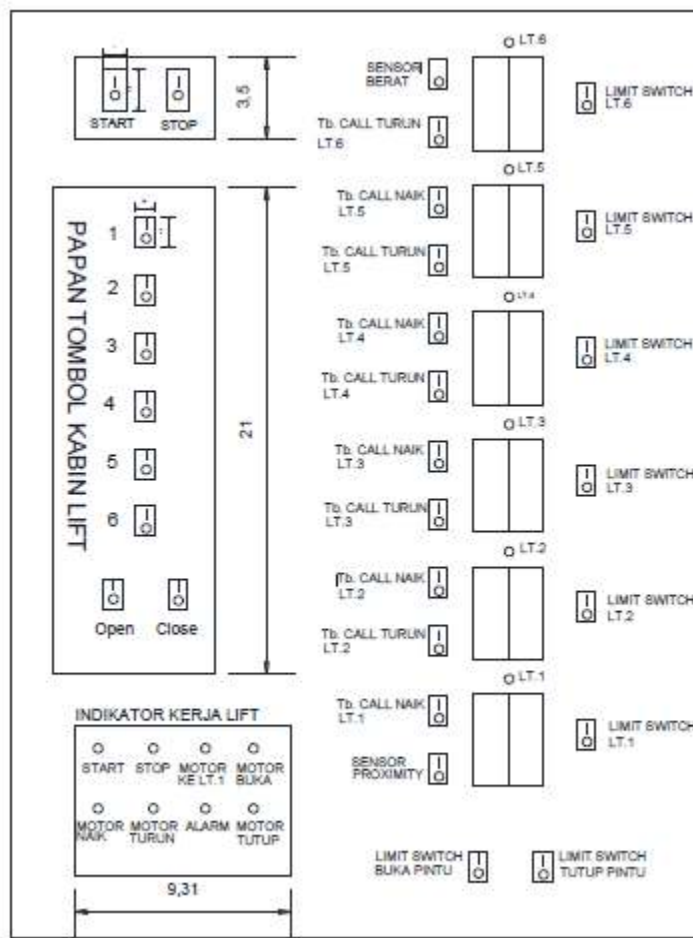 START STOP
3,5
PAPAN TOMBOL KABIN LIFT
1
2
3
4
5
6
Open Close
21
INDIKATOR KERJA LIFT
START STOP MOTOR MOTOR
KE LT.1 BUKA
MOTOR MOTOR ALARM MOTOR
NAIK TURUN TUTUP
9,31
LT.6
SENSOR
BERAT
Tb. CALL TURUN
LT.6
LIMIT SWITCH
LT.6
LT.5
Tb. CALL NAIK
LT.5
Tb. CALL TURUN
LT.5
LIMIT SWITCH
LT.5
LT.4
Tb. CALL NAIK
LT.4
Tb. CALL TURUN
LT.4
LIMIT SWITCH
LT.4
LT.3
Tb. CALL NAIK
LT.3
Tb. CALL TURUN
LT.3
LIMIT SWITCH
LT.3
LT.2
Tb. CALL NAIK
LT.2
Tb. CALL TURUN
LT.2
LIMIT SWITCH
LT.2
LT.1
Tb. CALL NAIK
LT.1
SENSOR
PROXIMITY
LIMIT SWITCH
LT.1
LIMIT SWITCH
BUKA PINTU
LIMIT SWITCH
TUTUP PINTU